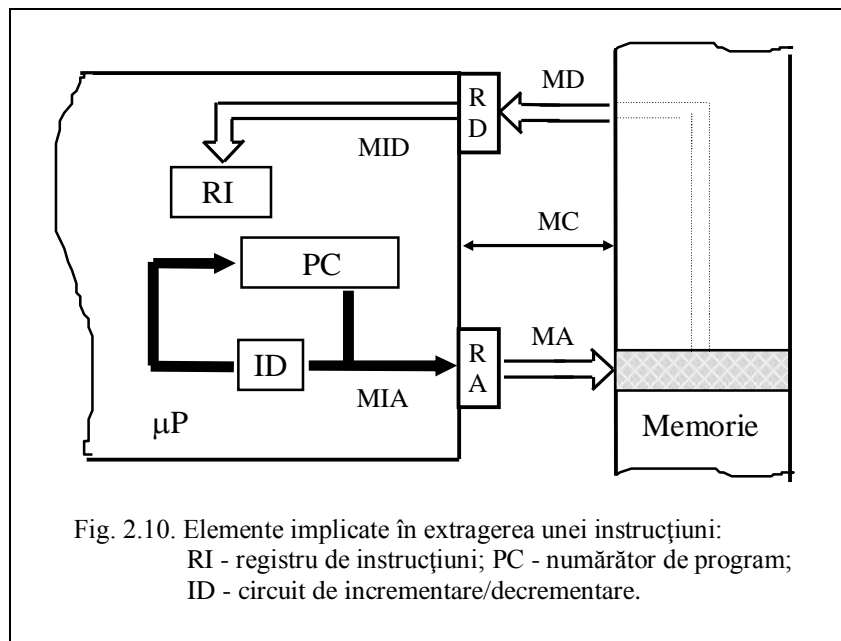 MD
R
D
MID
RI
MC
PC
MA
R
A
ID
MIA
µP
Memorie
Fig. 2.10. Elemente implicate în extragerea unei instrucţiuni:
RI - registru de instrucţiuni; PC - numărător de program;
ID - circuit de incrementare/decrementare.